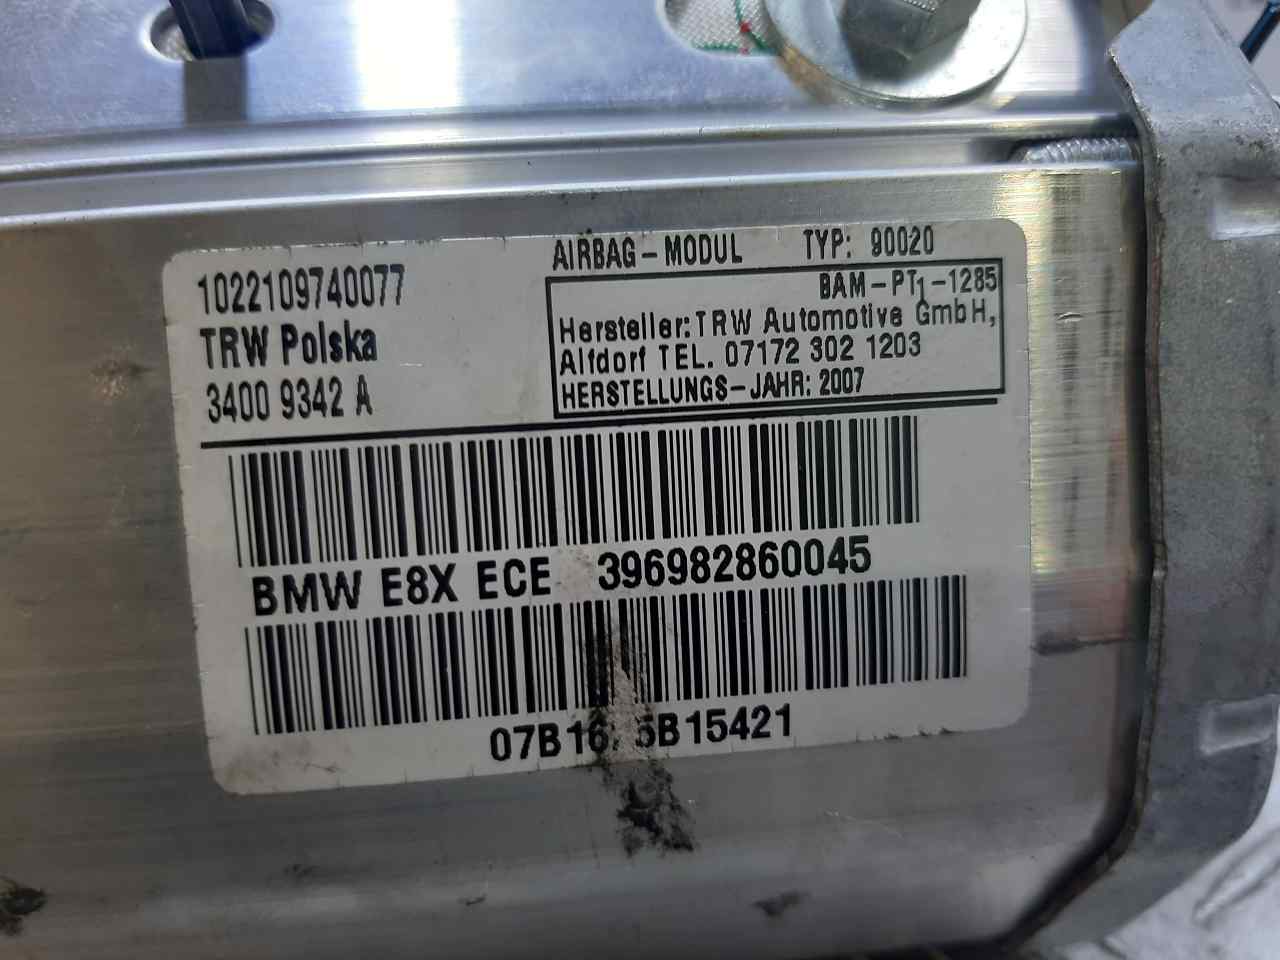 1022109740077
TRW Polska
3400 9342 A
AIRBAG-MODUL TYP: 90020
BAM-PT1-1285
Hersteller: TRW Automotive GmbH,
Alfdorf TEL. 07172 302 1203
HERSTELLUNGS-JAHR: 2007
BMW E8X ECE 396982860045
5B15421